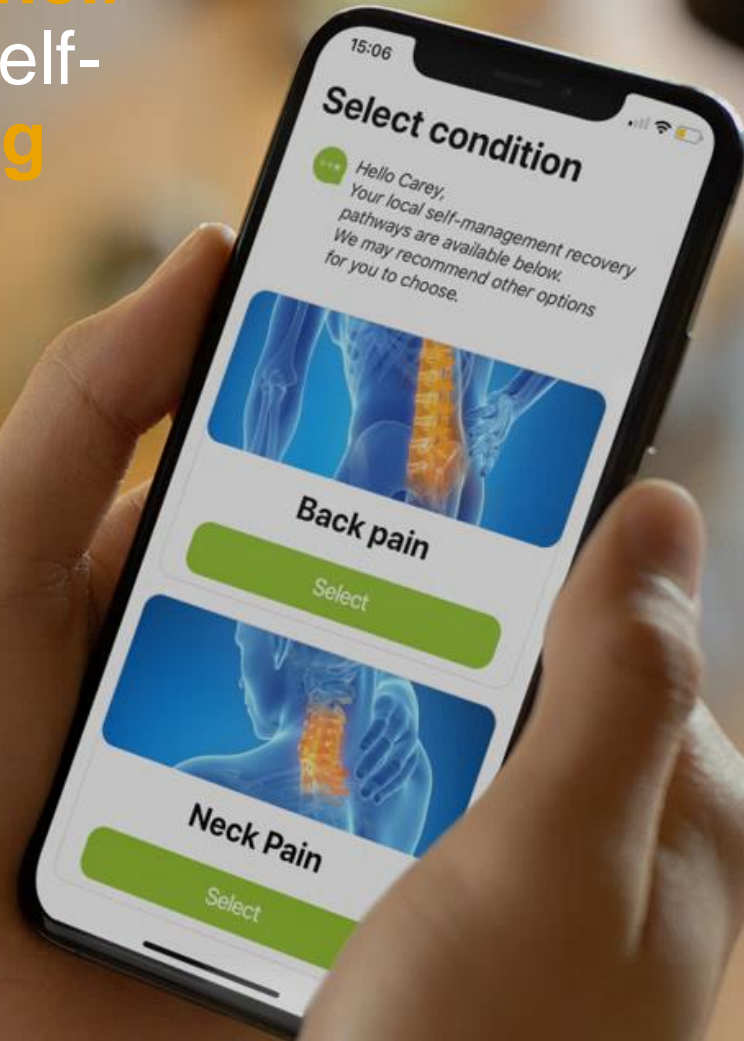 elf-
g
15:06
Select condition
Hello Carey,
Your local self-management recovery
pathways are available below.
We may recommend other options
for you to choose.
Back pain
Select
Neck Pain
Select